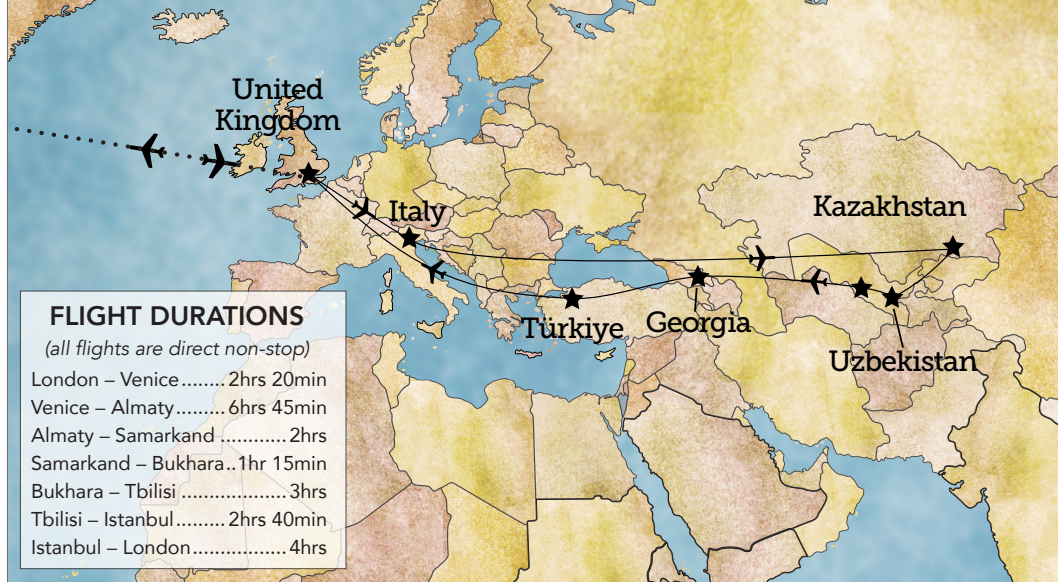 United
Kingdom
Italy
Kazakhstan
Türkiye
Georgia
Uzbekistan
FLIGHT DURATIONS
(all flights are direct non-stop)
London – Venice........2hrs 20min
Venice – Almaty.........6hrs 45min
Almaty – Samarkand ............2hrs
Samarkand – Bukhara..1hr 15min
Bukhara – Tbilisi .................3hrs
Tbilisi – Istanbul.........2hrs 40min
Istanbul – London................4hrs